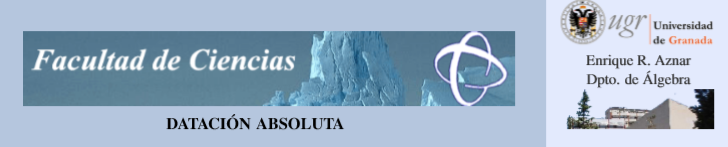 Facultad de Ciencias
DATACIÓN ABSOLUTA
ugr Universidad
de Granada
Enrique R. Aznar
Dpto. de Álgebra